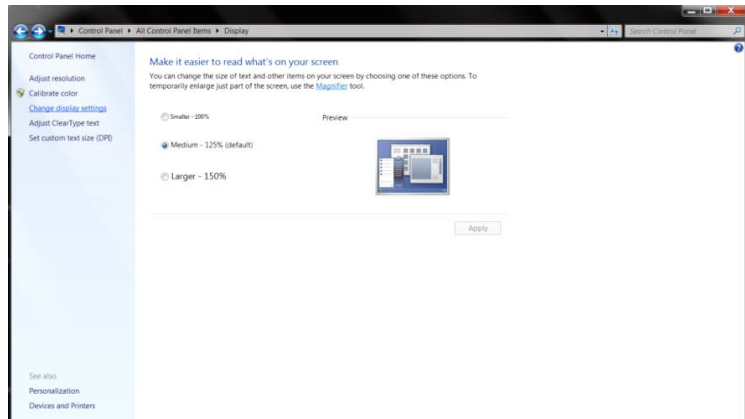 Control Panel ▸ All Control Panel Items ▸ Display
Search Control Panel
Control Panel Home
Adjust resolution
Calibrate color
Change display settings
Adjust ClearType text
Set custom text size (DPI)
Make it easier to read what's on your screen
You can change the size of text and other items on your screen by choosing one of these options. To
temporarily enlarge just part of the screen, use the Magnifier tool.
Smaller - 100%
Preview
Medium - 125% (default)
Larger - 150%
Apply
See also
Personalization
Devices and Printers